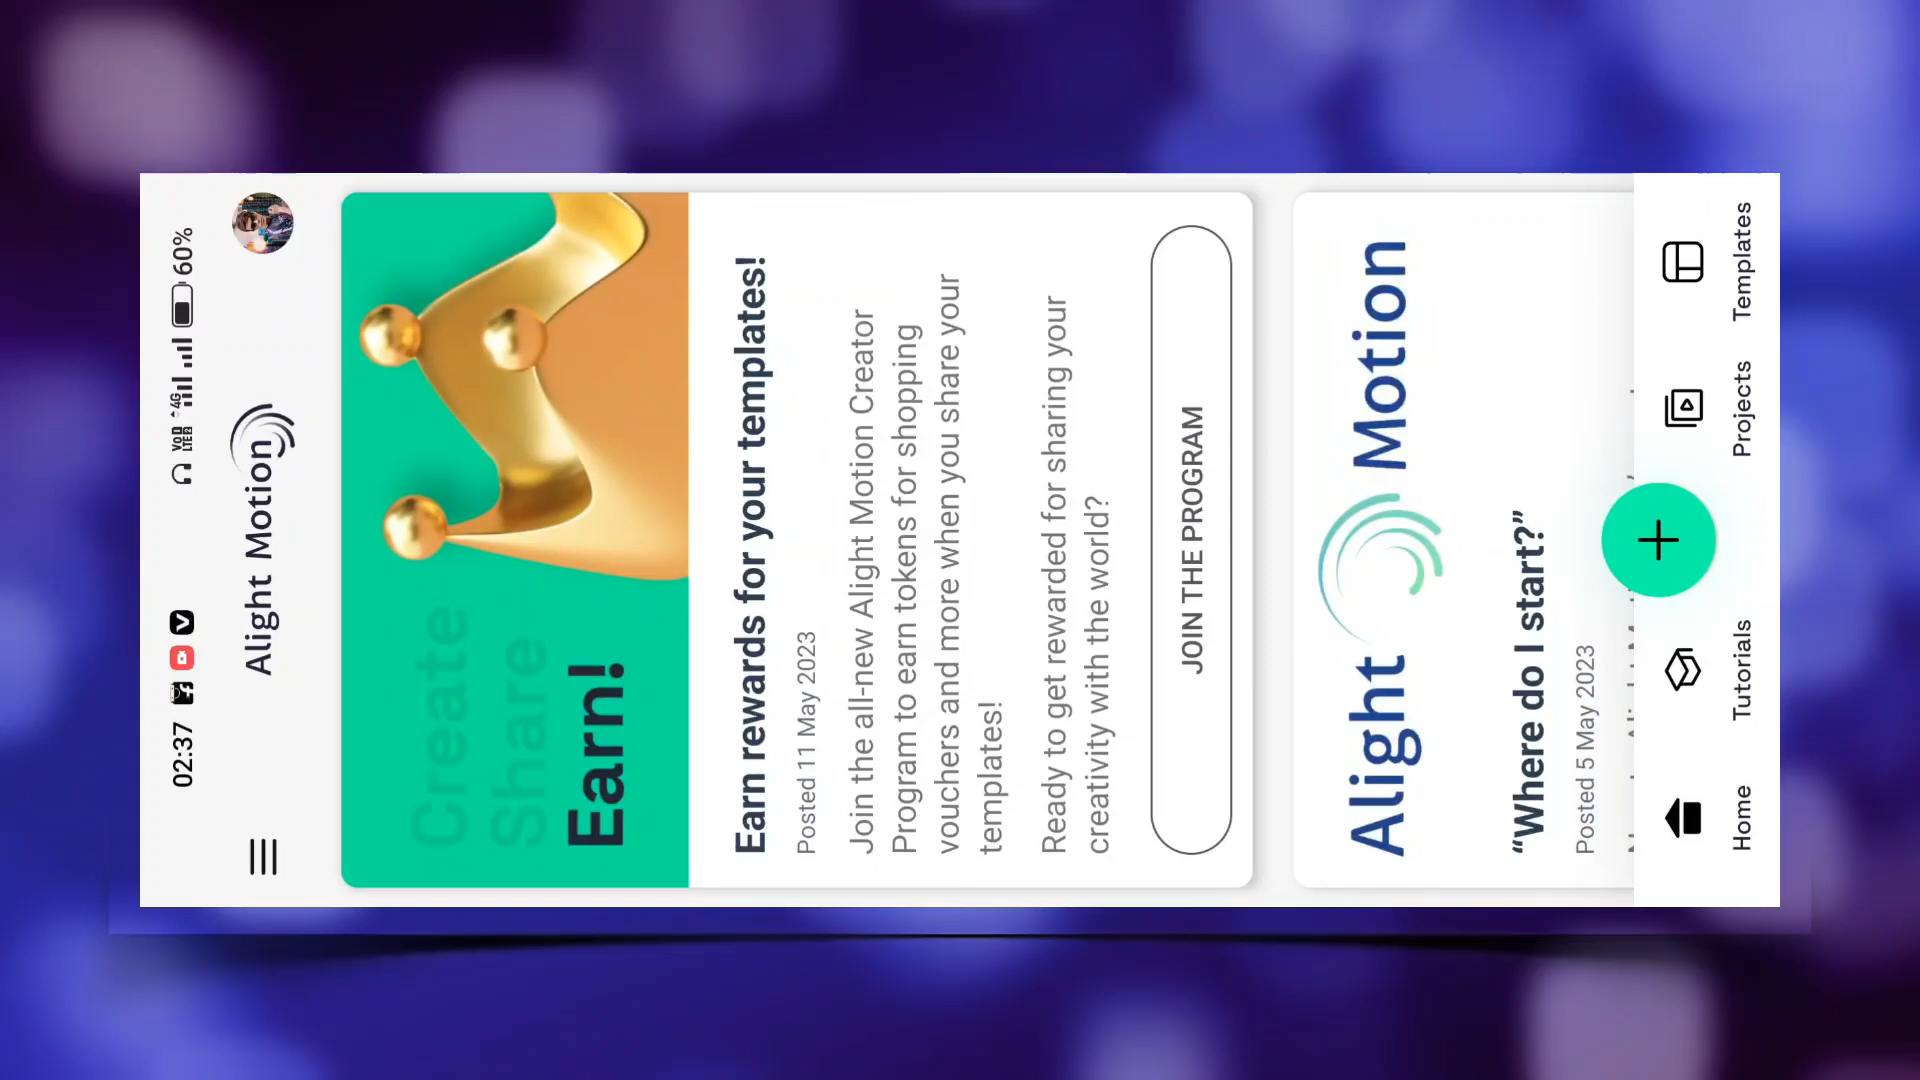 02:37
VoD 4G
LTE2
60%
Alight Motion
Create
Share
Earn!
Earn rewards for your templates!
Posted 11 May 2023
Join the all-new Alight Motion Creator
Program to earn tokens for shopping
vouchers and more when you share your
templates!
Ready to get rewarded for sharing your
creativity with the world?
JOIN THE PROGRAM
Alight Motion
“Where do I start?”
Posted 5 May 2023
Home
Tutorials
Projects
Templates